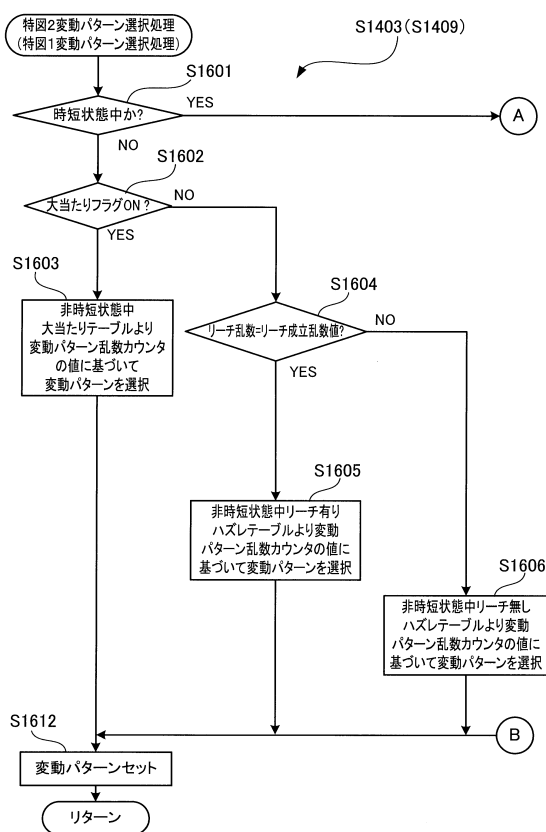 特図2変動パターン選択処理
(特図1変動パターン選択処理)
S1403(S1409)
S1601
時短状態中か?
YES
A
NO
S1602
大当たりフラグON?
NO
YES
S1603
非時短状態中
大当たりテーブルより
変動パターン乱数カウンタ
の値に基づいて
変動パターンを選択
S1604
リーチ乱数=リーチ成立乱数値?
NO
YES
S1605
非時短状態中リーチ有り
ハズレテーブルより変動
パターン乱数カウンタの値に
基づいて変動パターンを選択
S1606
非時短状態中リーチ無し
ハズレテーブルより変動
パターン乱数カウンタの値に
基づいて変動パターンを選択
B
S1612
変動パターンセット
リターン